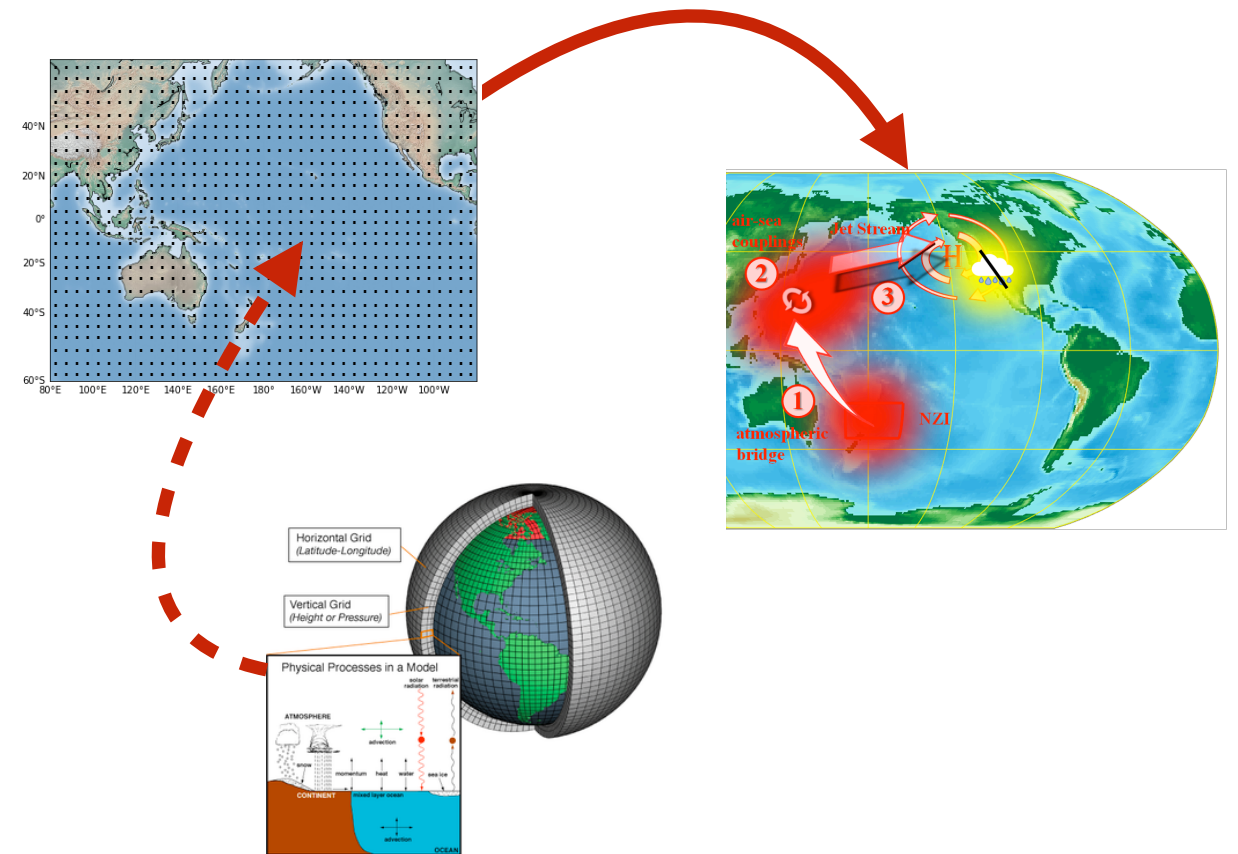 40°N
20°N
0°
20°S
40°S
60°S
80°E 100°E 120°E 140°E 160°E 180°W 160°W 140°W 120°W 100°W
air-sea
couplings
Jet Stream
H
2
3
1
NZI
atmospheric
bridge
Horizontal Grid
(Latitude-Longitude)
Vertical Grid
(Height or Pressure)
Physical Processes in a Model
solar
radiation
terrestrial
radiation
ATMOSPHERE
advection
snow
momentum heat water sea ice
CONTINENT
mixed layer ocean
advection
OCEAN